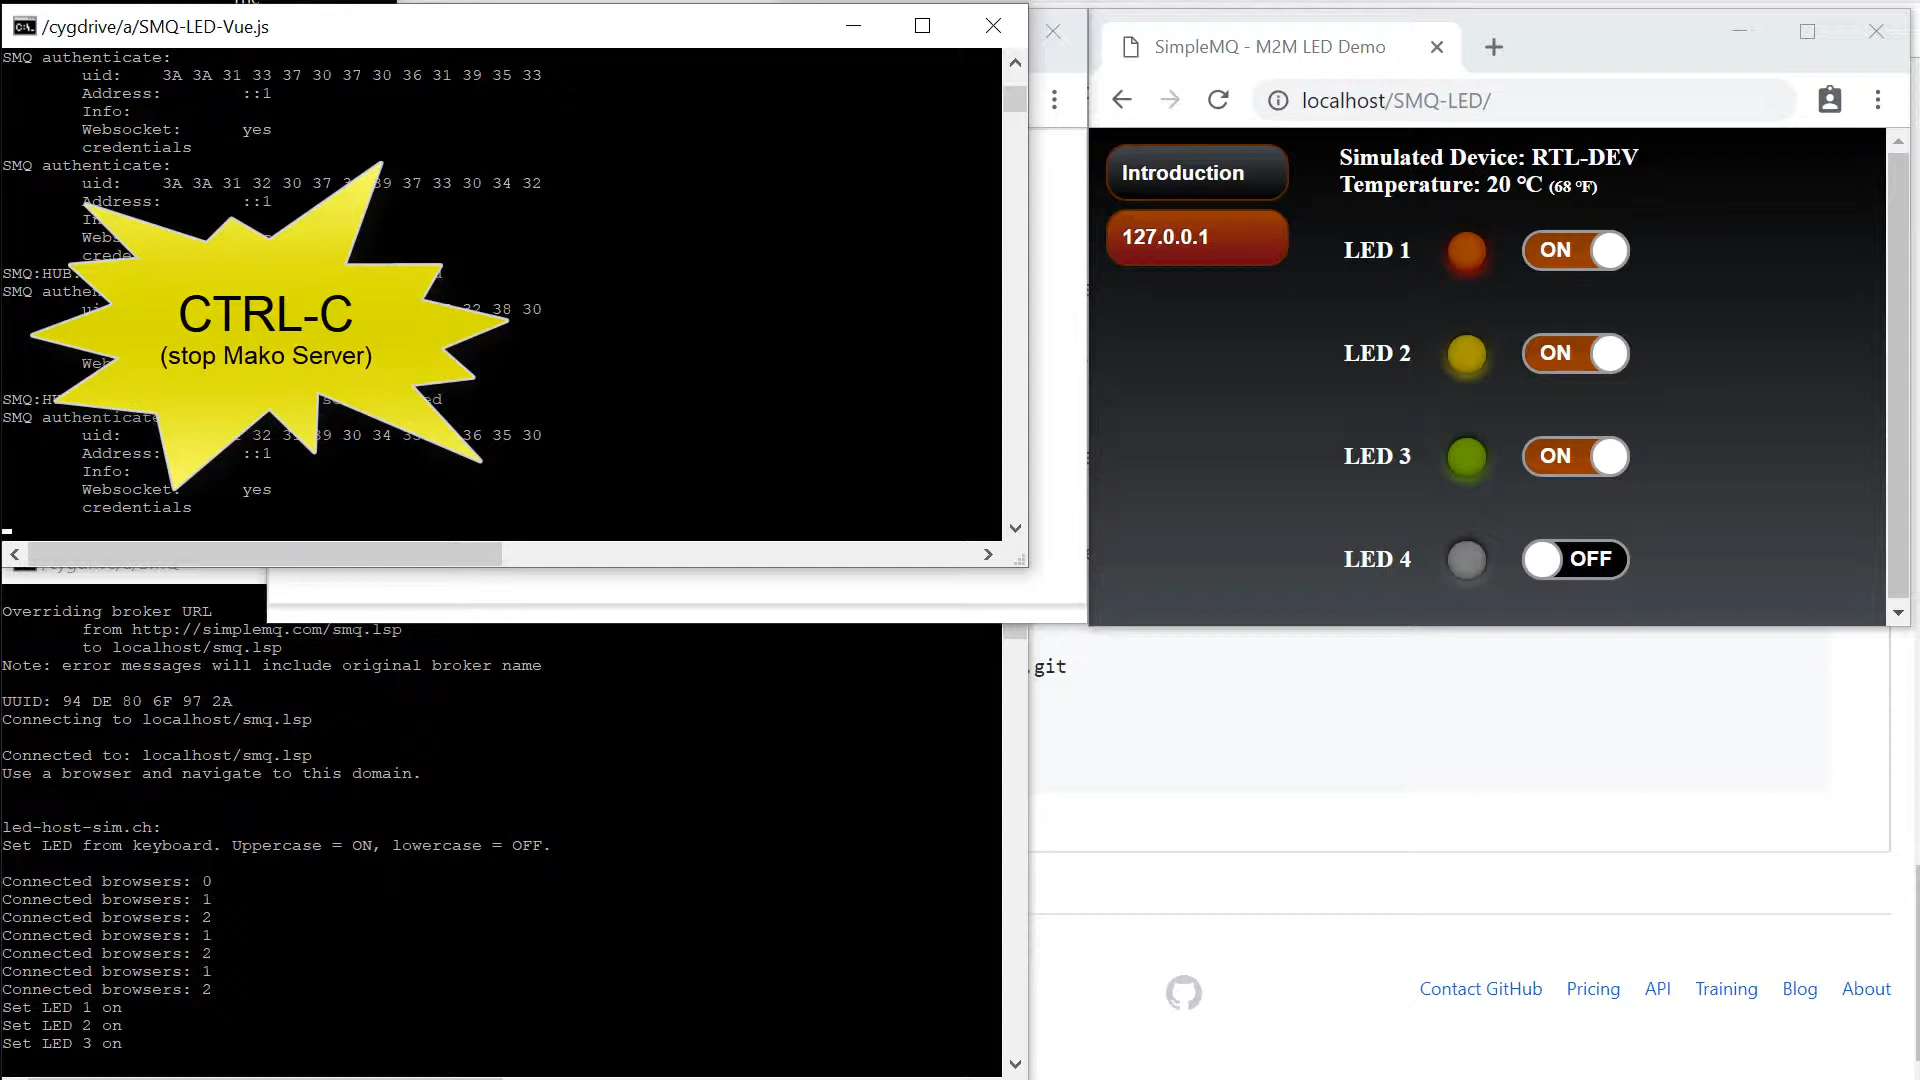 /cygdrive/a/SMQ-LED-Vue.js
SMQ authenticate:
uid: 3A 3A 31 33 37 30 37 30 36 31 39 35 33
Address: ::1
Info:
Websocket: yes
credentials
SMQ authenticate:
uid: 3A 3A 31 32 30 37 39 37 33 30 34 32
Address: ::1
SMQ:HUB
SMQ authen
32 38 30
SMQ authenticate
uid: 32 39 30 34 36 35 30
Address: ::1
Info:
Websocket: yes
credentials
CTRL-C
(stop Mako Server)
Overriding broker URL
from http://simplemq.com/smq.lsp
to localhost/smq.lsp
Note: error messages will include original broker name
UUID: 94 DE 80 6F 97 2A
Connecting to localhost/smq.lsp
Connected to: localhost/smq.lsp
Use a browser and navigate to this domain.
led-host-sim.ch:
Set LED from keyboard. Uppercase = ON, lowercase = OFF.
Connected browsers: 0
Connected browsers: 1
Connected browsers: 2
Connected browsers: 1
Connected browsers: 2
Connected browsers: 1
Connected browsers: 2
Set LED 1 on
Set LED 2 on
Set LED 3 on
SimpleMQ - M2M LED Demo
localhost/SMQ-LED/
Introduction
127.0.0.1
Simulated Device: RTL-DEV
Temperature: 20 °C (68 °F)
LED 1 ON
LED 2 ON
LED 3 ON
LED 4 OFF
.git
Contact GitHub Pricing API Training Blog About